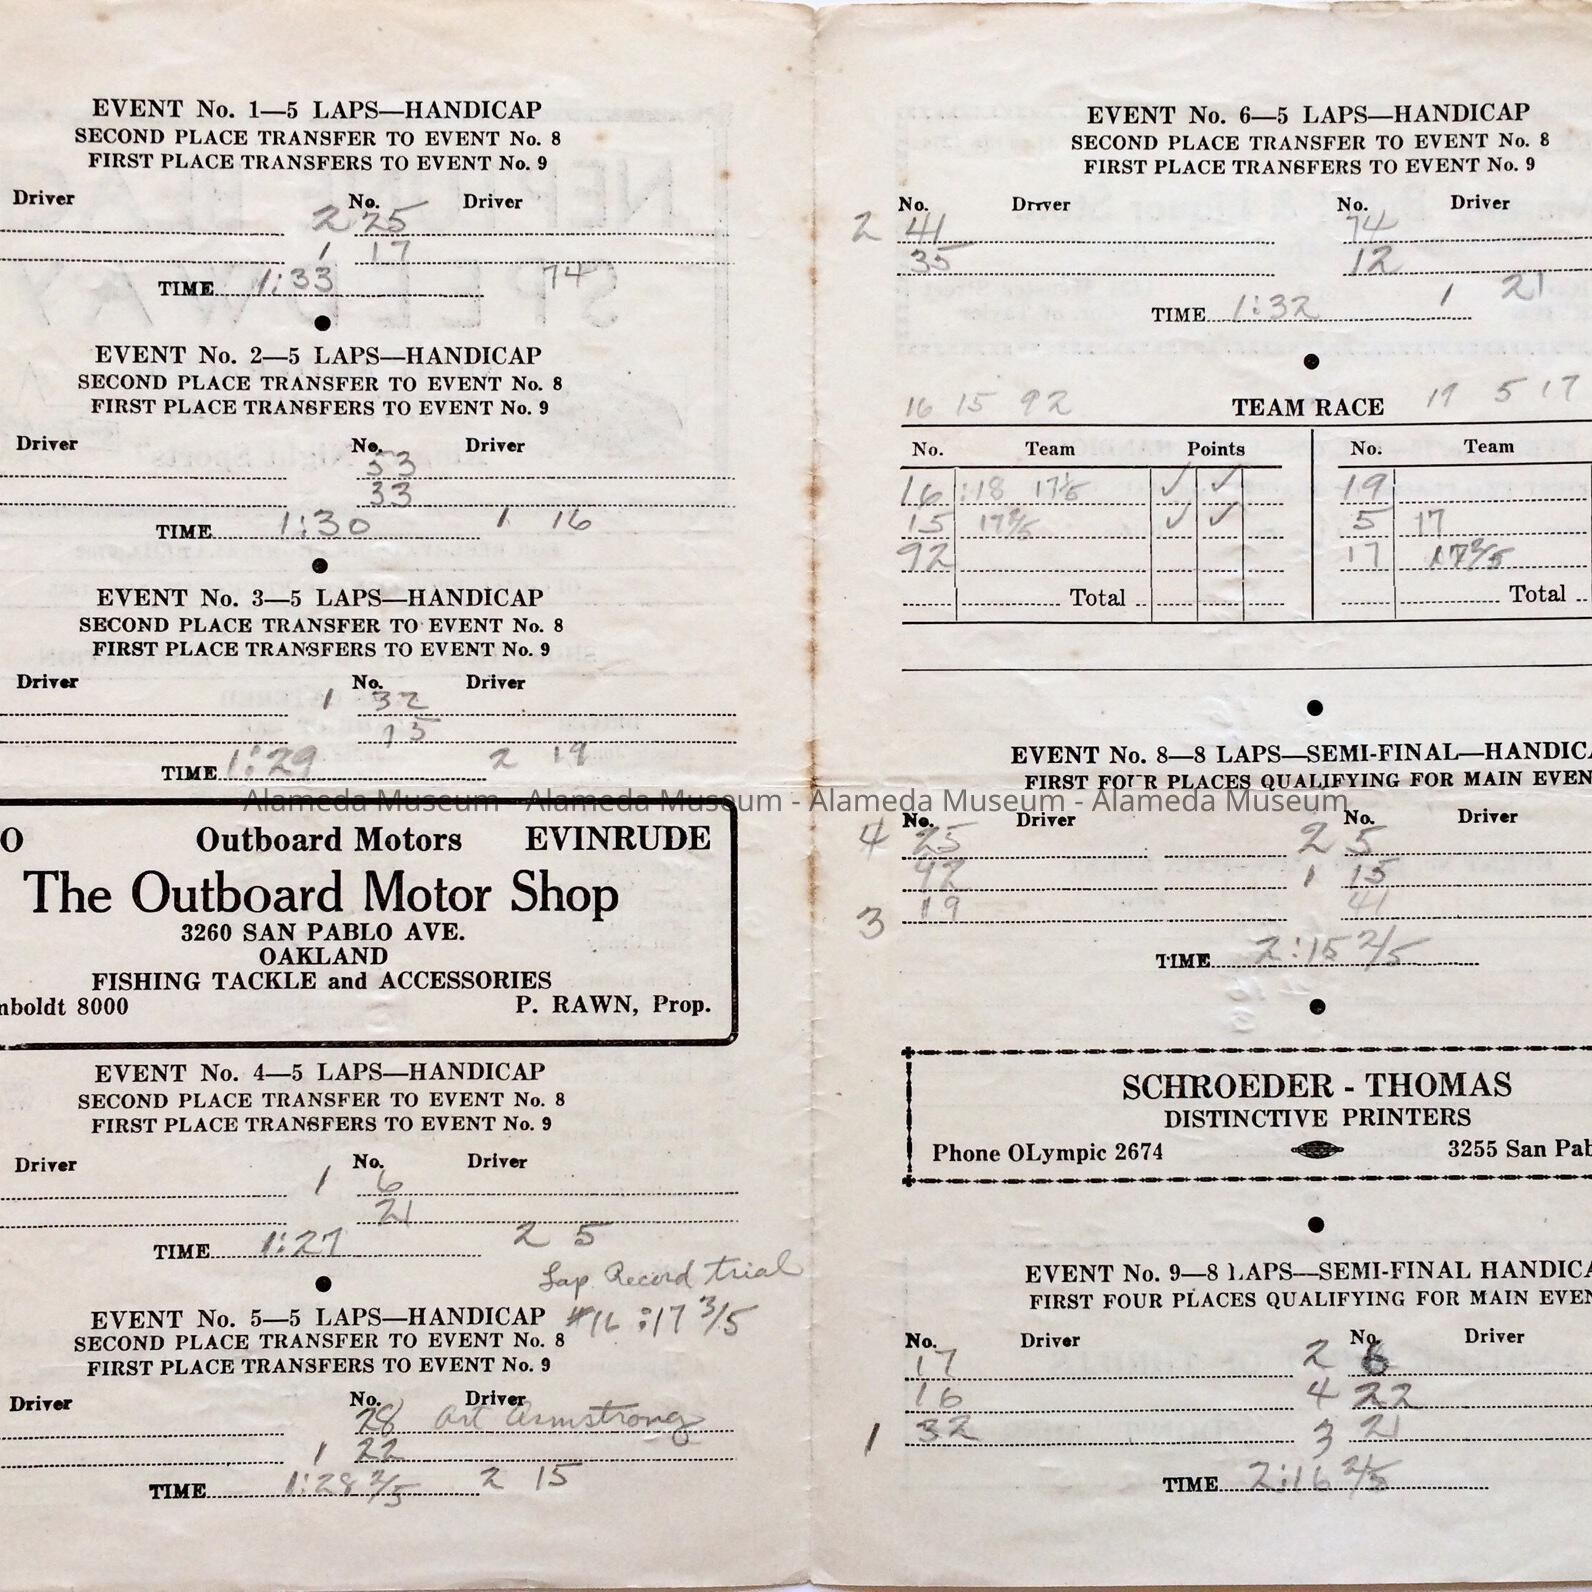 EVENT No. 1—5 LAPS—HANDICAP
SECOND PLACE TRANSFER TO EVENT No. 8
FIRST PLACE TRANSFERS TO EVENT No. 9
Driver No. Driver
2 25
1 17
TIME 1:33 74
EVENT No. 2—5 LAPS—HANDICAP
SECOND PLACE TRANSFER TO EVENT No. 8
FIRST PLACE TRANSFERS TO EVENT No. 9
Driver No. Driver
53
33
TIME 1:30 1 16
EVENT No. 3—5 LAPS—HANDICAP
SECOND PLACE TRANSFER TO EVENT No. 8
FIRST PLACE TRANSFERS TO EVENT No. 9
Driver No. Driver
1 32
15
TIME 1:29 2 19
O Outboard Motors EVINRUDE
The Outboard Motor Shop
3260 SAN PABLO AVE.
OAKLAND
FISHING TACKLE and ACCESSORIES
mboldt 8000 P. RAWN, Prop.
EVENT No. 4—5 LAPS—HANDICAP
SECOND PLACE TRANSFER TO EVENT No. 8
FIRST PLACE TRANSFERS TO EVENT No. 9
Driver No. Driver
1 6
21
TIME 1:27 2 5
Lap Record trial
#16 :17 3/5
EVENT No. 5—5 LAPS—HANDICAP
SECOND PLACE TRANSFER TO EVENT No. 8
FIRST PLACE TRANSFERS TO EVENT No. 9
Driver No. Driver
28 Art Armstrong
1 22
TIME 1:28 2/5 2 15
EVENT No. 6—5 LAPS—HANDICAP
SECOND PLACE TRANSFER TO EVENT No. 8
FIRST PLACE TRANSFERS TO EVENT No. 9
No. Driver No. Driver
2 41 74
35 12
TIME 1:32 1 21
16 15 92 TEAM RACE 19 5 17
No. Team Points No. Team
16 :18 17 1/5 ✓ ✓ 19
15 17 2/5 ✓ ✓ 5 17
92 17 17 2/5
Total Total
EVENT No. 8—8 LAPS—SEMI-FINAL—HANDICA
FIRST FOUR PLACES QUALIFYING FOR MAIN EVEN
Alameda Museum - Alameda Museum - Alameda Museum - Alameda Museum
No. Driver No. Driver
4 25 2 5
92 1 15
3 19 41
TIME 2:15 2/5
SCHROEDER - THOMAS
DISTINCTIVE PRINTERS
Phone OLympic 2674 3255 San Pab
EVENT No. 9—8 LAPS—SEMI-FINAL HANDICA
FIRST FOUR PLACES QUALIFYING FOR MAIN EVEN
No. Driver No. Driver
17 2 6
16 4 22
1 32 3 21
TIME 2:16 2/5